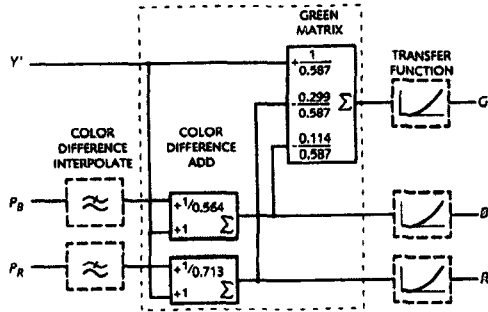 GREEN
MATRIX
TRANSFER
FUNCTION
Y'
+ 1/0.587
- 0.299/0.587 Σ
- 0.114/0.587
G
COLOR
DIFFERENCE
INTERPOLATE
COLOR
DIFFERENCE
ADD
PB
+1/0.564
+1 Σ
B
PR
+1/0.713
+1 Σ
R